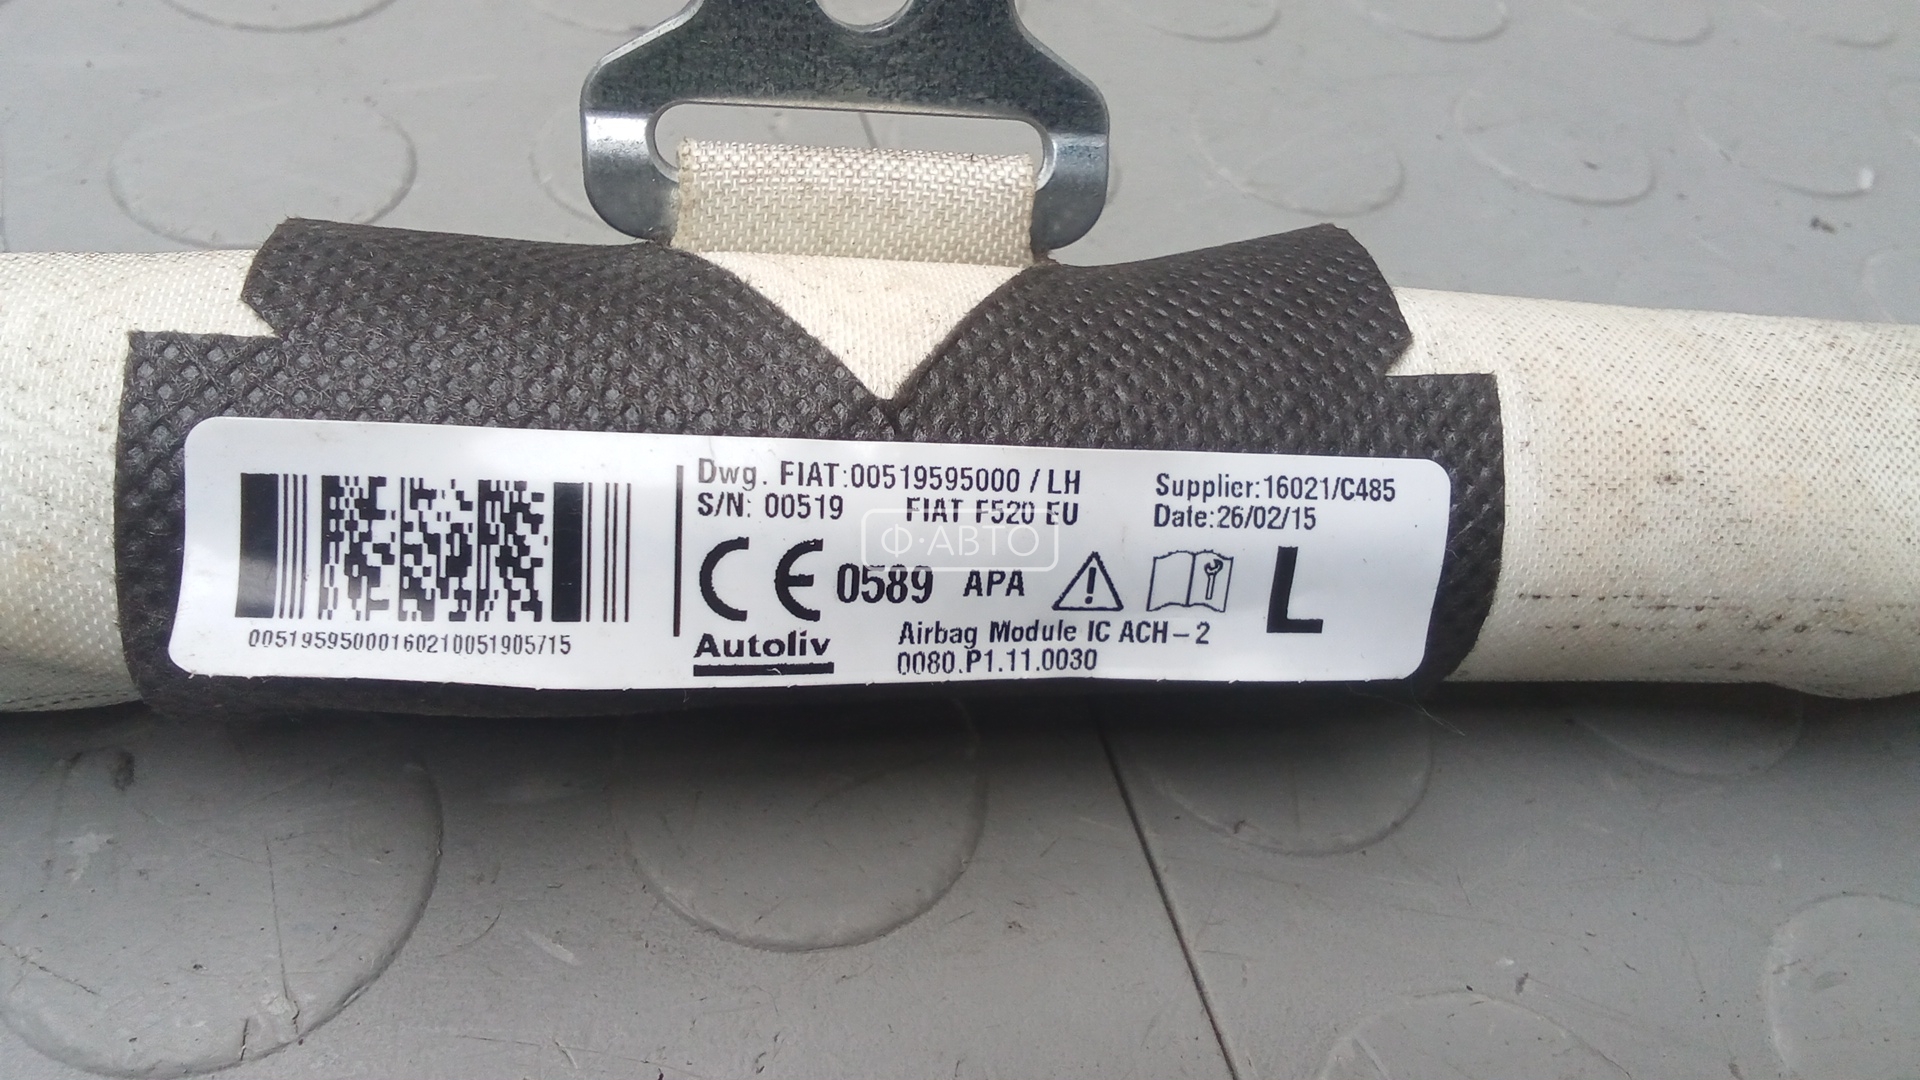 Dwg. FIAT:00519595000 / LH
S/N: 00519 FIAT F520 EU
Supplier:16021/C485
Date:26/02/15
Ф·АВТО
CE 0589 APA
L
Autoliv
Airbag Module IC ACH-2
0080.P1.11.0030
00519595000160210051905715